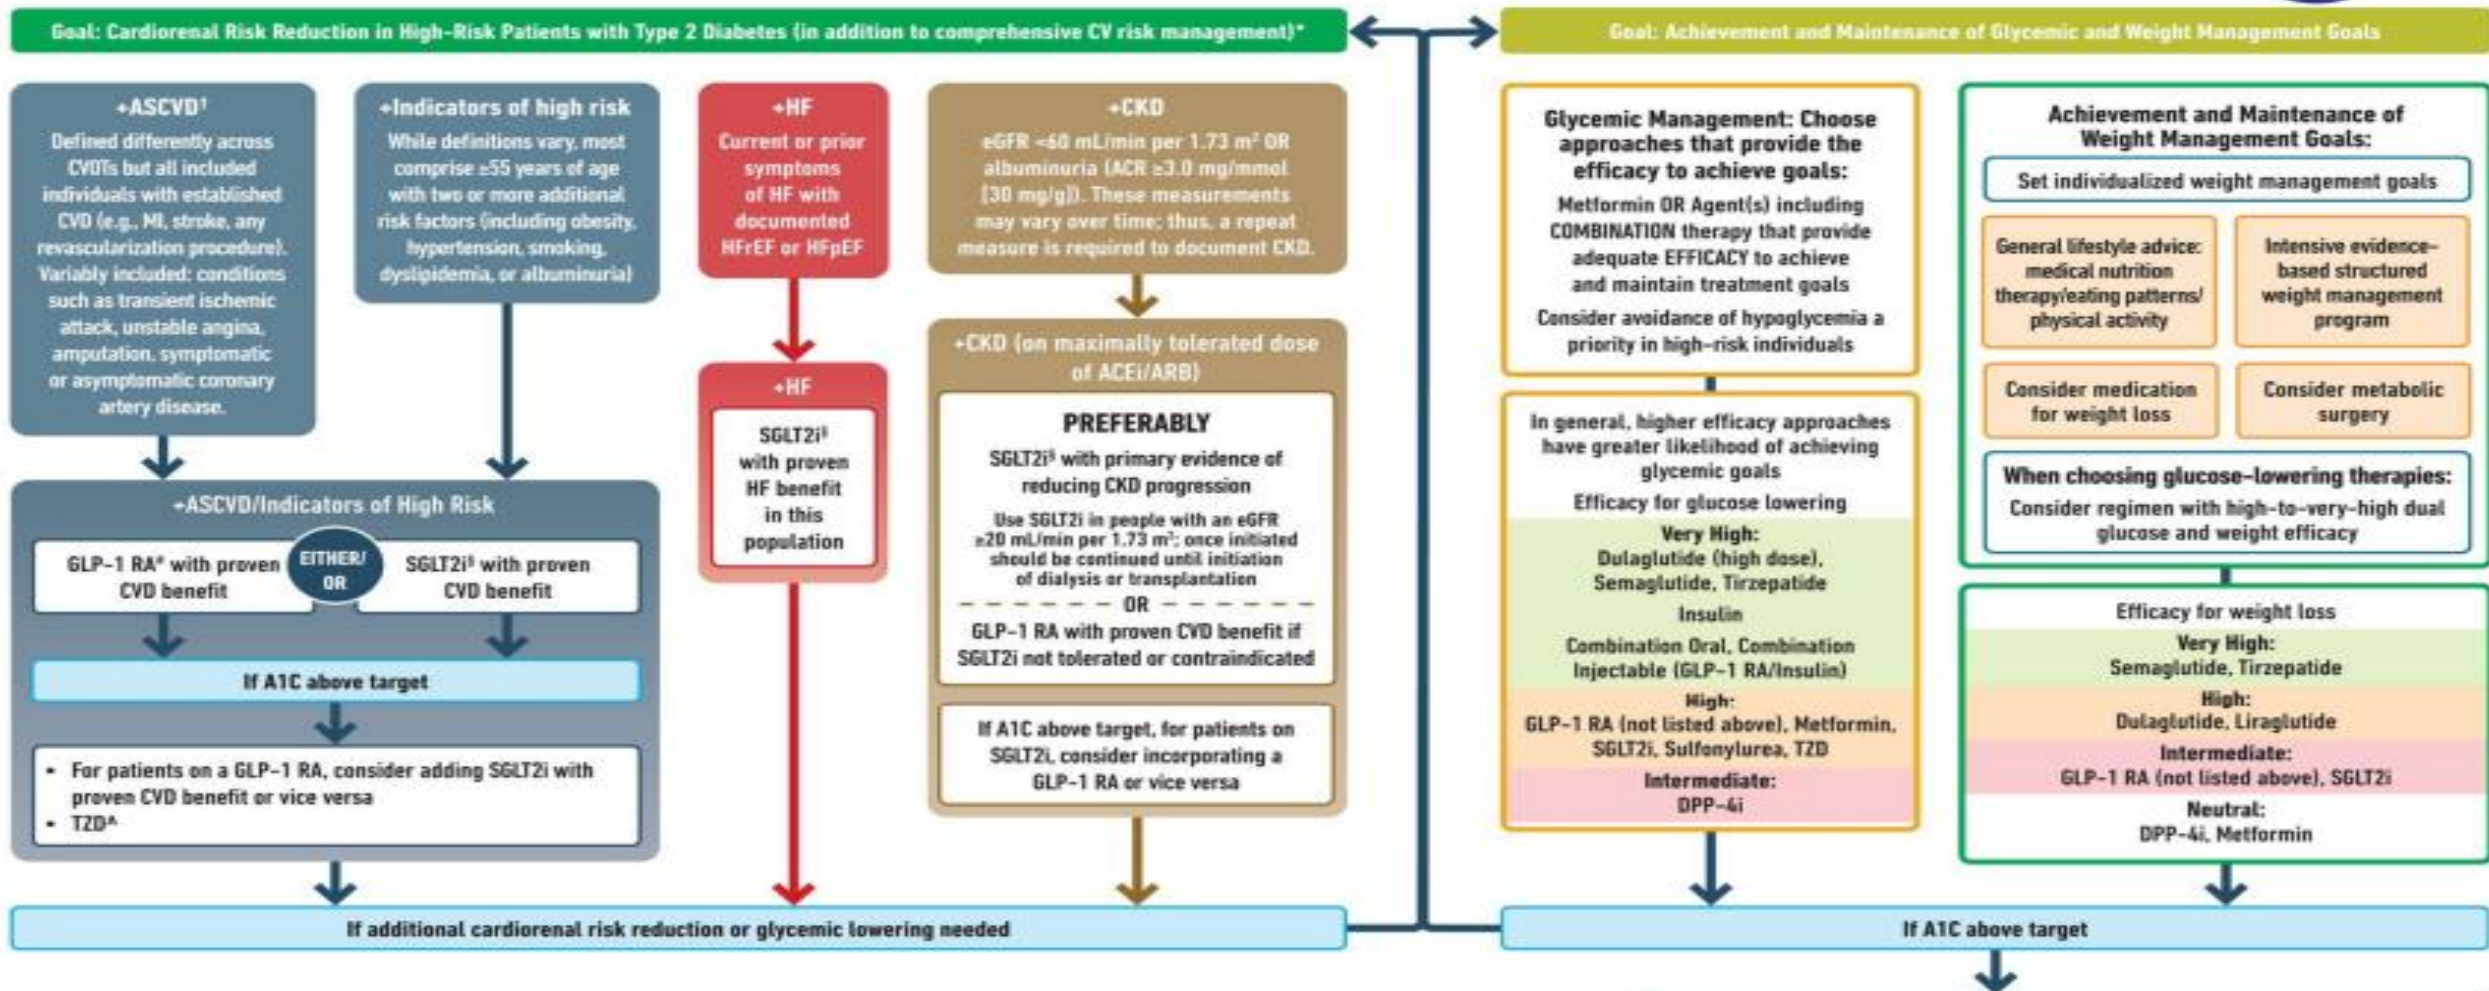 Goal: Cardiorenal Risk Reduction in High-Risk Patients with Type 2 Diabetes (in addition to comprehensive CV risk management)*
+ASCVD†
Defined differently across
CVOTs but all included
individuals with established
CVD (e.g., MI, stroke, any
revascularization procedure).
Variably included: conditions
such as transient ischemic
attack, unstable angina,
amputation, symptomatic
or asymptomatic coronary
artery disease.
+Indicators of high risk
While definitions vary, most
comprise ≥55 years of age
with two or more additional
risk factors (including obesity,
hypertension, smoking,
dyslipidemia, or albuminuria)
+ASCVD/Indicators of High Risk
GLP-1 RA# with proven
CVD benefit
EITHER/
OR
SGLT2i§ with proven
CVD benefit
If A1C above target
• For patients on a GLP-1 RA, consider adding SGLT2i with
proven CVD benefit or vice versa
• TZD^
+HF
Current or prior
symptoms
of HF with
documented
HFrEF or HFpEF
+HF
SGLT2i§
with proven
HF benefit
in this
population
+CKD
eGFR <60 mL/min per 1.73 m² OR
albuminuria (ACR ≥3.0 mg/mmol
[30 mg/g]). These measurements
may vary over time; thus, a repeat
measure is required to document CKD.
+CKD (on maximally tolerated dose
of ACEi/ARB)
PREFERABLY
SGLT2i§ with primary evidence of
reducing CKD progression
Use SGLT2i in people with an eGFR
≥20 mL/min per 1.73 m²; once initiated
should be continued until initiation
of dialysis or transplantation
OR
GLP-1 RA with proven CVD benefit if
SGLT2i not tolerated or contraindicated
If A1C above target, for patients on
SGLT2i, consider incorporating a
GLP-1 RA or vice versa
If additional cardiorenal risk reduction or glycemic lowering needed
Goal: Achievement and Maintenance of Glycemic and Weight Management Goals
Glycemic Management: Choose
approaches that provide the
efficacy to achieve goals:
Metformin OR Agent(s) including
COMBINATION therapy that provide
adequate EFFICACY to achieve
and maintain treatment goals
Consider avoidance of hypoglycemia a
priority in high-risk individuals
In general, higher efficacy approaches
have greater likelihood of achieving
glycemic goals
Efficacy for glucose lowering
Very High:
Dulaglutide (high dose),
Semaglutide, Tirzepatide
Insulin
Combination Oral, Combination
Injectable (GLP-1 RA/Insulin)
High:
GLP-1 RA (not listed above), Metformin,
SGLT2i, Sulfonylurea, TZD
Intermediate:
DPP-4i
Achievement and Maintenance of
Weight Management Goals:
Set individualized weight management goals
General lifestyle advice:
medical nutrition
therapy/eating patterns/
physical activity
Intensive evidence-
based structured
weight management
program
Consider medication
for weight loss
Consider metabolic
surgery
When choosing glucose-lowering therapies:
Consider regimen with high-to-very-high dual
glucose and weight efficacy
Efficacy for weight loss
Very High:
Semaglutide, Tirzepatide
High:
Dulaglutide, Liraglutide
Intermediate:
GLP-1 RA (not listed above), SGLT2i
Neutral:
DPP-4i, Metformin
If A1C above target